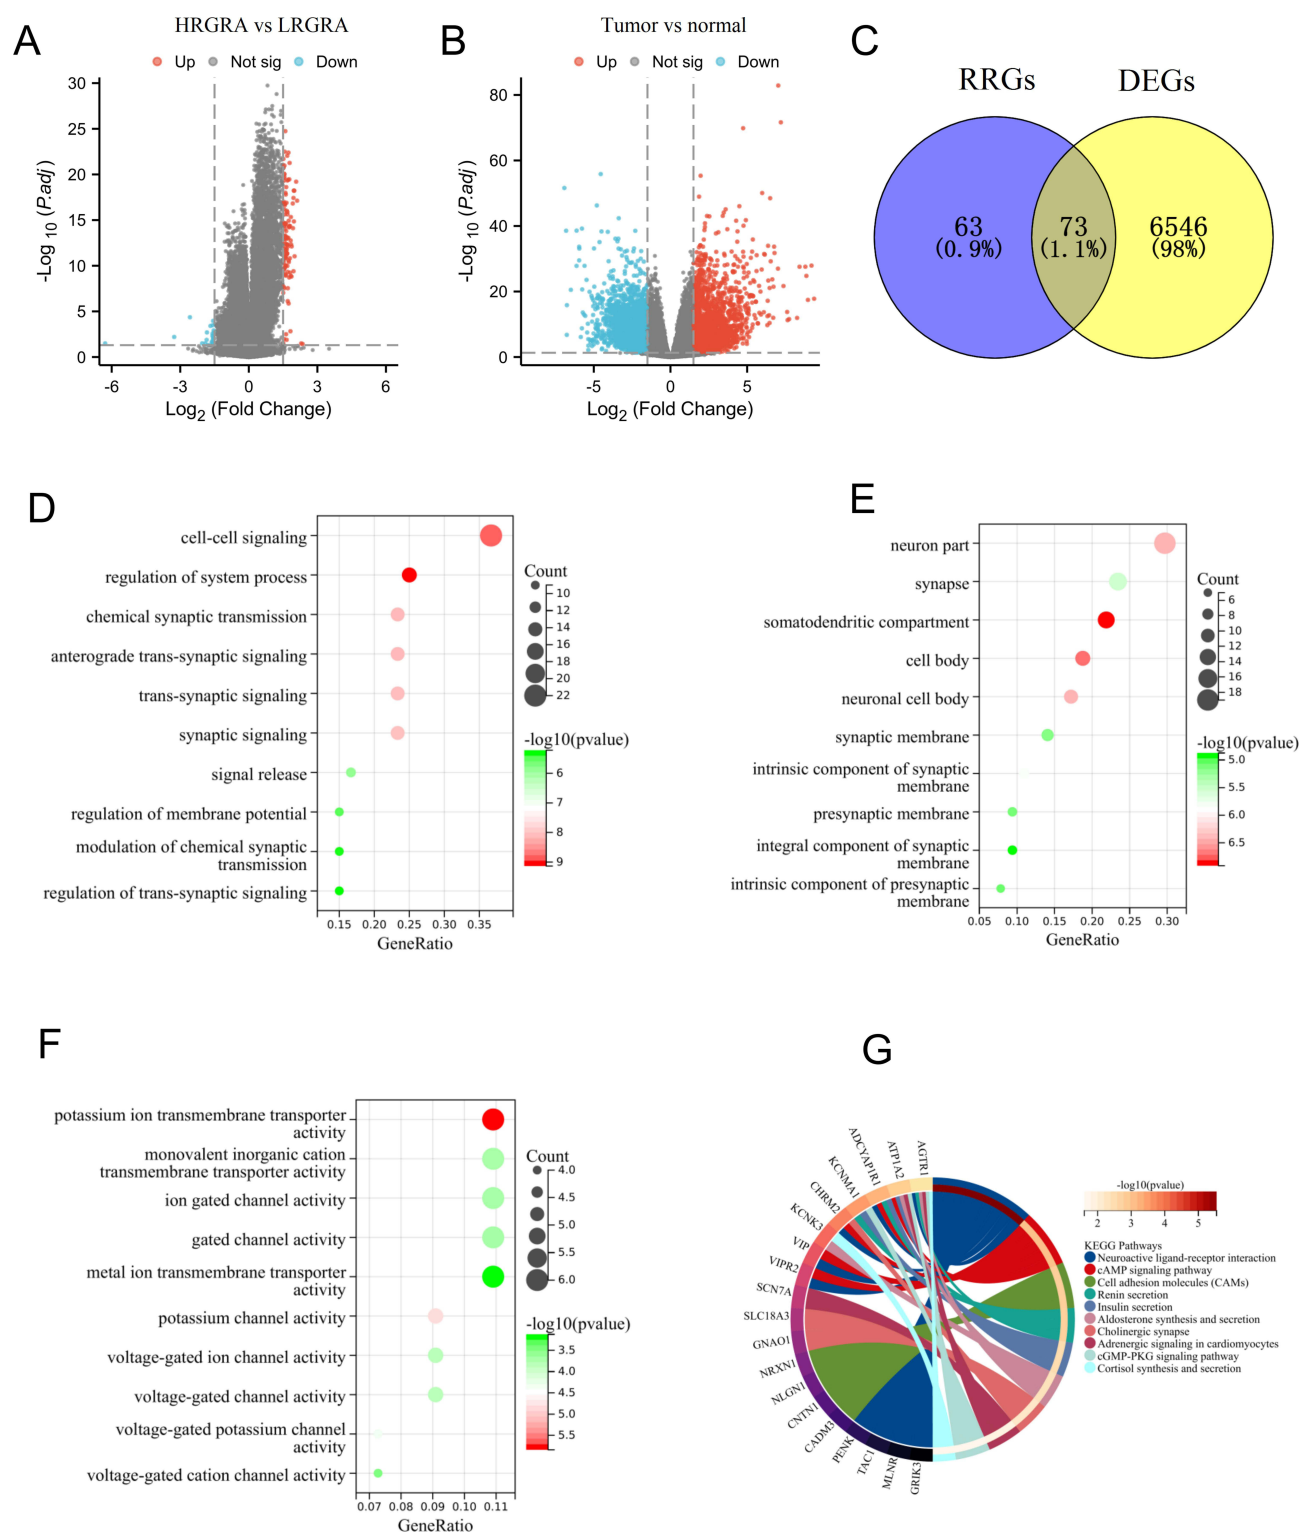 A
HRGRA vs LRGRA
Up Not sig Down
-Log 10 (P.adj)
30
25
20
15
10
5
0
-6 -3 0 3 6
Log2 (Fold Change)
B
Tumor vs normal
Up Not sig Down
-Log 10 (P.adj)
80
60
40
20
0
-5 0 5
Log2 (Fold Change)
C
RRGs DEGs
63 73 6546
(0.9%) (1.1%) (98%)
D
cell-cell signaling
regulation of system process
chemical synaptic transmission
anterograde trans-synaptic signaling
trans-synaptic signaling
synaptic signaling
signal release
regulation of membrane potential
modulation of chemical synaptic
transmission
regulation of trans-synaptic signaling
0.15 0.20 0.25 0.30 0.35
GeneRatio
Count
10
12
14
16
18
20
22
-log10(pvalue)
6
7
8
9
E
neuron part
synapse
somatodendritic compartment
cell body
neuronal cell body
synaptic membrane
intrinsic component of synaptic
membrane
presynaptic membrane
integral component of synaptic
membrane
intrinsic component of presynaptic
membrane
0.05 0.10 0.15 0.20 0.25 0.30
GeneRatio
Count
6
8
10
12
14
16
18
-log10(pvalue)
5.0
5.5
6.0
6.5
F
potassium ion transmembrane transporter
activity
monovalent inorganic cation
transmembrane transporter activity
ion gated channel activity
gated channel activity
metal ion transmembrane transporter
activity
potassium channel activity
voltage-gated ion channel activity
voltage-gated channel activity
voltage-gated potassium channel
activity
voltage-gated cation channel activity
0.07 0.08 0.09 0.10 0.11
GeneRatio
Count
4.0
4.5
5.0
5.5
6.0
-log10(pvalue)
3.5
4.0
4.5
5.0
5.5
G
AGTR1
ATP1A2
ADCYAP1R1
KCNMA1
CHRM2
KCNK3
VIP
VIPR2
SCN7A
SLC18A3
GNAO1
NRXN1
NLGN1
CNTN1
CADM3
PENK
TAC1
MLNR
GRIK3
-log10(pvalue)
2 3 4 5
KEGG Pathways
Neuroactive ligand-receptor interaction
cAMP signaling pathway
Cell adhesion molecules (CAMs)
Renin secretion
Insulin secretion
Aldosterone synthesis and secretion
Cholinergic synapse
Adrenergic signaling in cardiomyocytes
cGMP-PKG signaling pathway
Cortisol synthesis and secretion